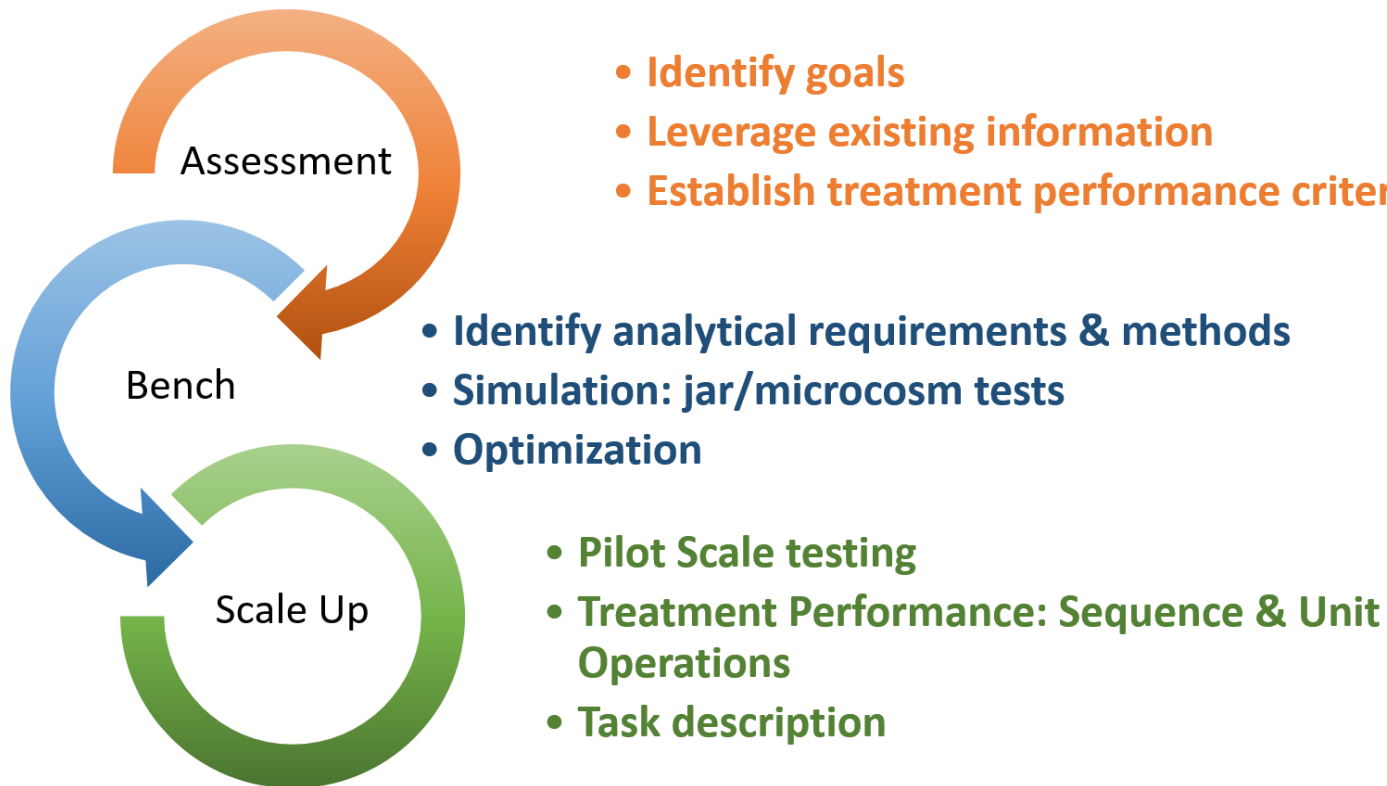 Assessment
• Identify goals
• Leverage existing information
• Establish treatment performance criter
Bench
• Identify analytical requirements & methods
• Simulation: jar/microcosm tests
• Optimization
Scale Up
• Pilot Scale testing
• Treatment Performance: Sequence & Unit
Operations
• Task description